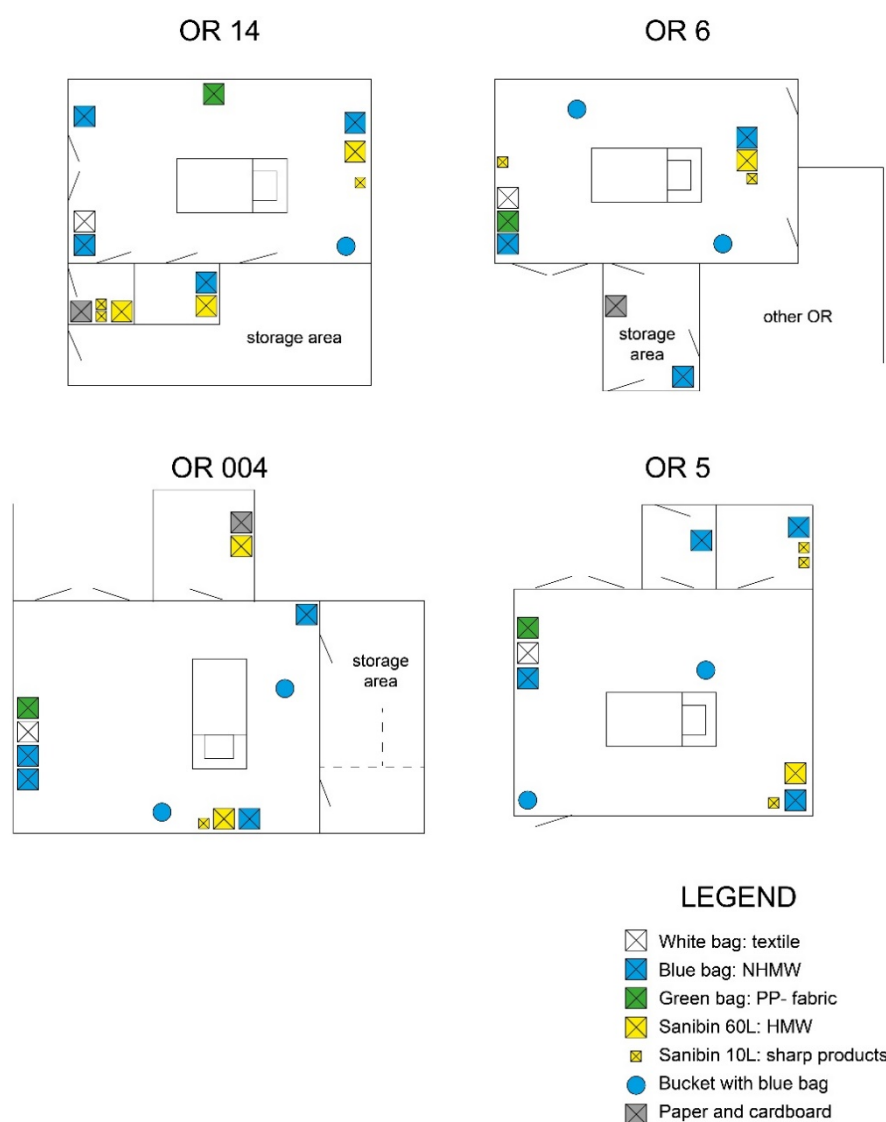 OR 14
OR 6
storage area
storage
area
other OR
OR 004
OR 5
storage
area
LEGEND
White bag: textile
Blue bag: NHMW
Green bag: PP- fabric
Sanibin 60L: HMW
Sanibin 10L: sharp products
Bucket with blue bag
Paper and cardboard